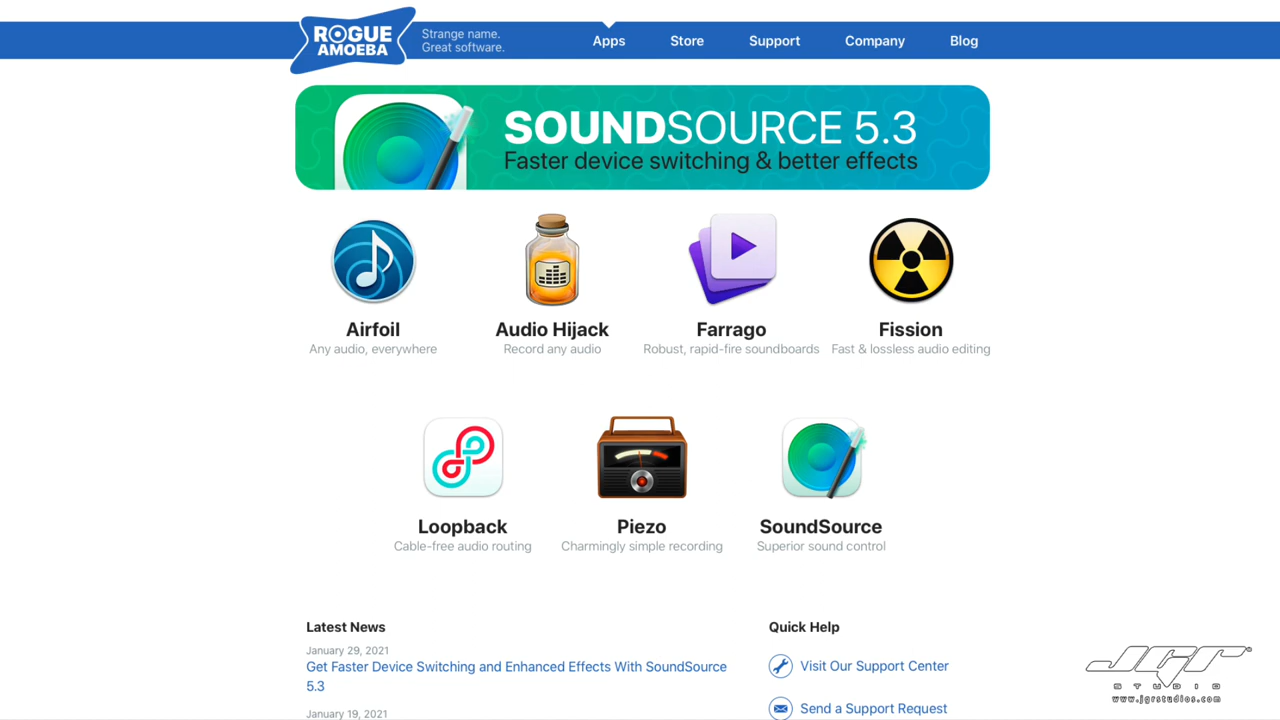 ROGUE
AMOEBA
Strange name.
Great software.
Apps
Store
Support
Company
Blog
SOUNDSOURCE 5.3
Faster device switching & better effects
Airfoil
Any audio, everywhere
Audio Hijack
Record any audio
Farrago
Robust, rapid-fire soundboards
Fission
Fast & lossless audio editing
Loopback
Cable-free audio routing
Piezo
Charmingly simple recording
SoundSource
Superior sound control
Latest News
January 29, 2021
Get Faster Device Switching and Enhanced Effects With SoundSource
5.3
January 19, 2021
Quick Help
Visit Our Support Center
Send a Support Request
JGR
STUDIO
www.jgrstudios.com